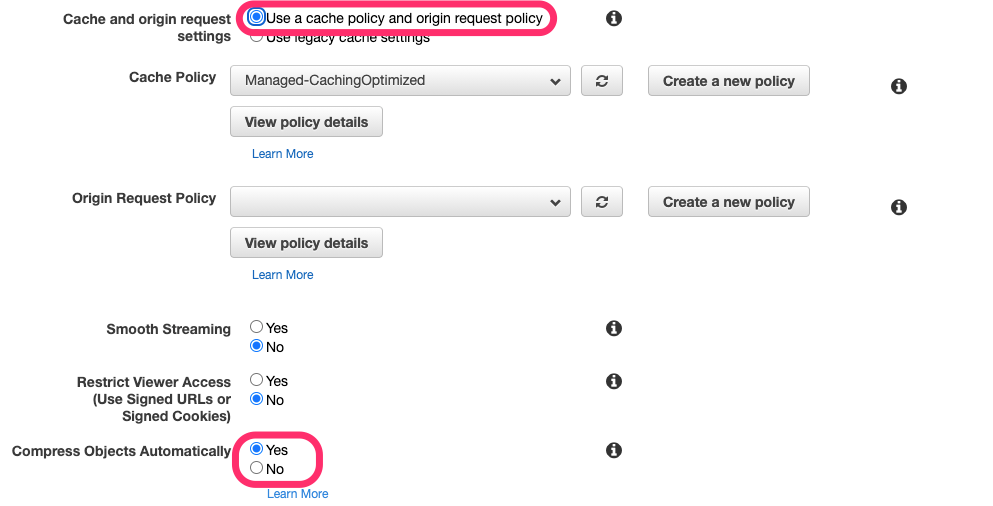 Cache and origin request
settings
Use a cache policy and origin request policy
Use legacy cache settings
Cache Policy
Managed-CachingOptimized
Create a new policy
View policy details
Learn More
Origin Request Policy
Create a new policy
View policy details
Learn More
Smooth Streaming
Yes
No
Restrict Viewer Access
(Use Signed URLs or
Signed Cookies)
Yes
No
Compress Objects Automatically
Yes
No
Learn More